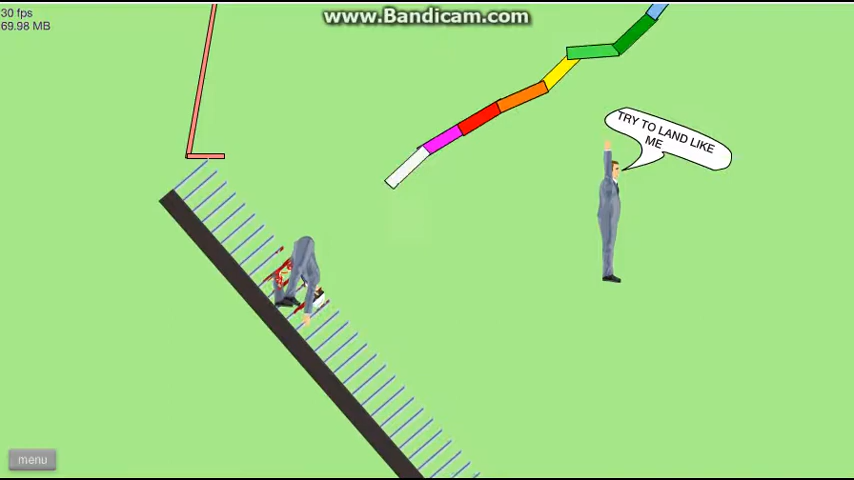 30 fps
69.98 MB
www.Bandicam.com
TRY TO LAND LIKE
ME
menu